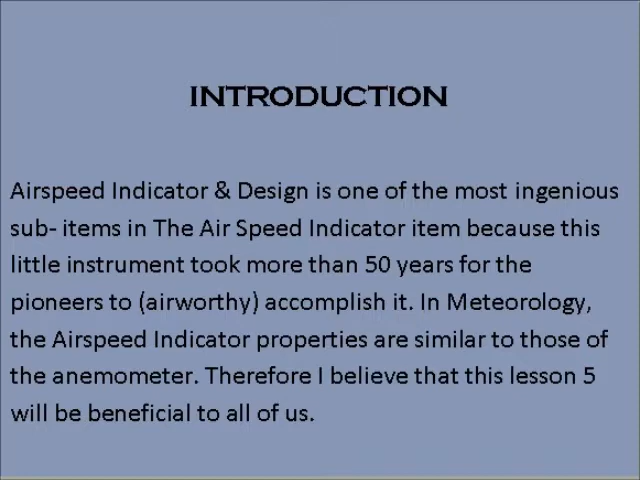 INTRODUCTION
Airspeed Indicator & Design is one of the most ingenious
sub- items in The Air Speed Indicator item because this
little instrument took more than 50 years for the
pioneers to (airworthy) accomplish it. In Meteorology,
the Airspeed Indicator properties are similar to those of
the anemometer. Therefore I believe that this lesson 5
will be beneficial to all of us.